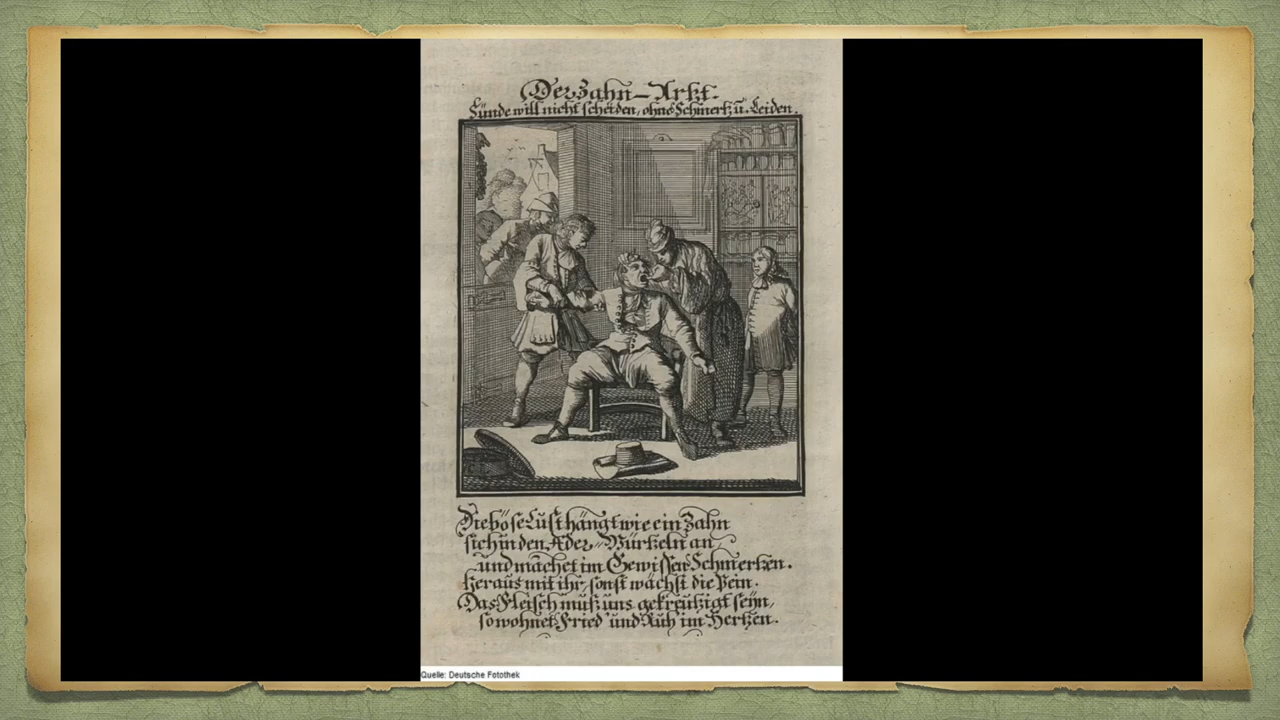 Der Zahn-Artzt.
Sünde will nicht scheiden, ohne Schmertz u. Leiden.
Die böse Lust hängt wie ein Zahn
sich in den Ader-Würtzeln an,
und machet im Gewissen Schmertzen.
Heraus mit ihr, sonst wächst die Pein.
Das Fleisch muß uns gekreutzigt seyn,
so wohnet Fried und Ruh im Hertzen.
Quelle: Deutsche Fotothek